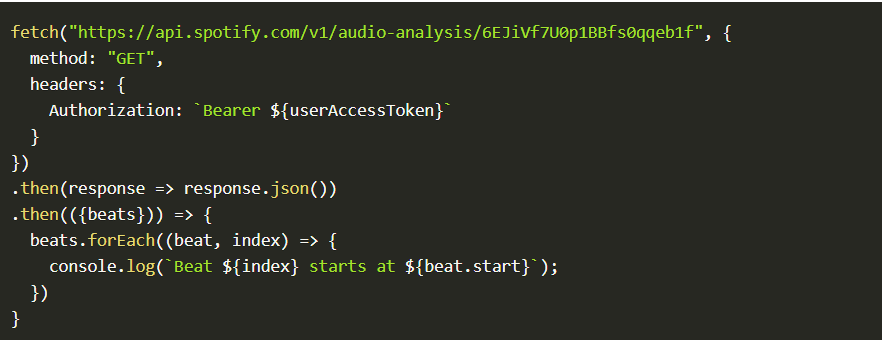 fetch("https://api.spotify.com/v1/audio-analysis/6EJiVf7U0p1BBfs0qqeb1f", {
  method: "GET",
  headers: {
    Authorization: `Bearer ${userAccessToken}`
  }
})
.then(response => response.json())
.then(({beats})) => {
  beats.forEach((beat, index) => {
    console.log(`Beat ${index} starts at ${beat.start}`);
  })
}